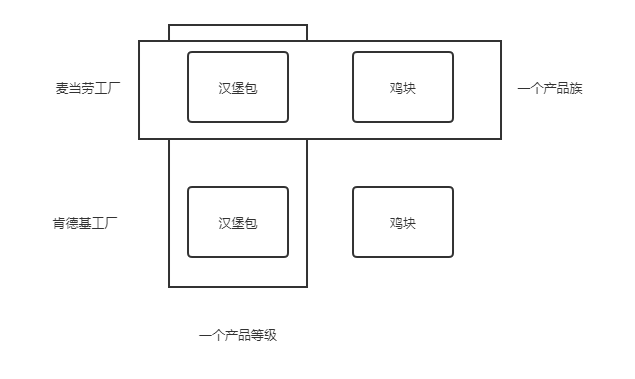 麦当劳工厂
汉堡包
鸡块
一个产品族
肯德基工厂
汉堡包
鸡块
一个产品等级